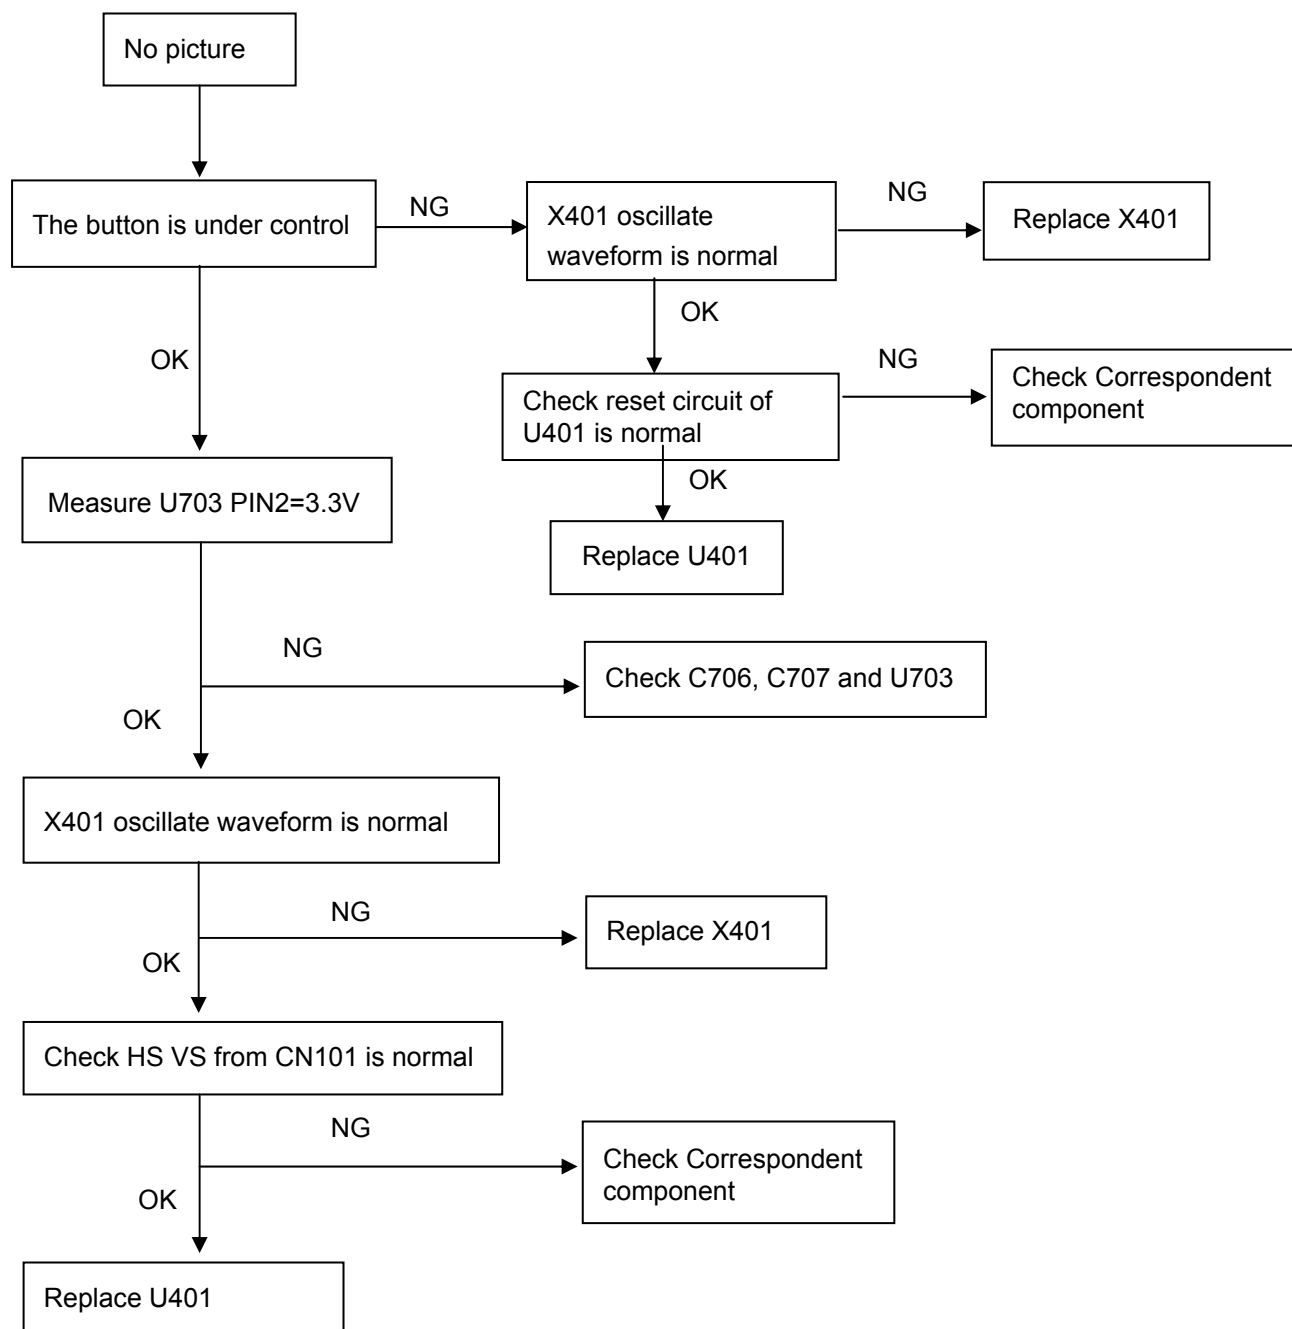 No picture
The button is under control
NG
X401 oscillate
waveform is normal
NG
Replace X401
OK
OK
Check reset circuit of
U401 is normal
NG
Check Correspondent
component
OK
Replace U401
Measure U703 PIN2=3.3V
NG
Check C706, C707 and U703
OK
X401 oscillate waveform is normal
NG
Replace X401
OK
Check HS VS from CN101 is normal
NG
Check Correspondent
component
OK
Replace U401